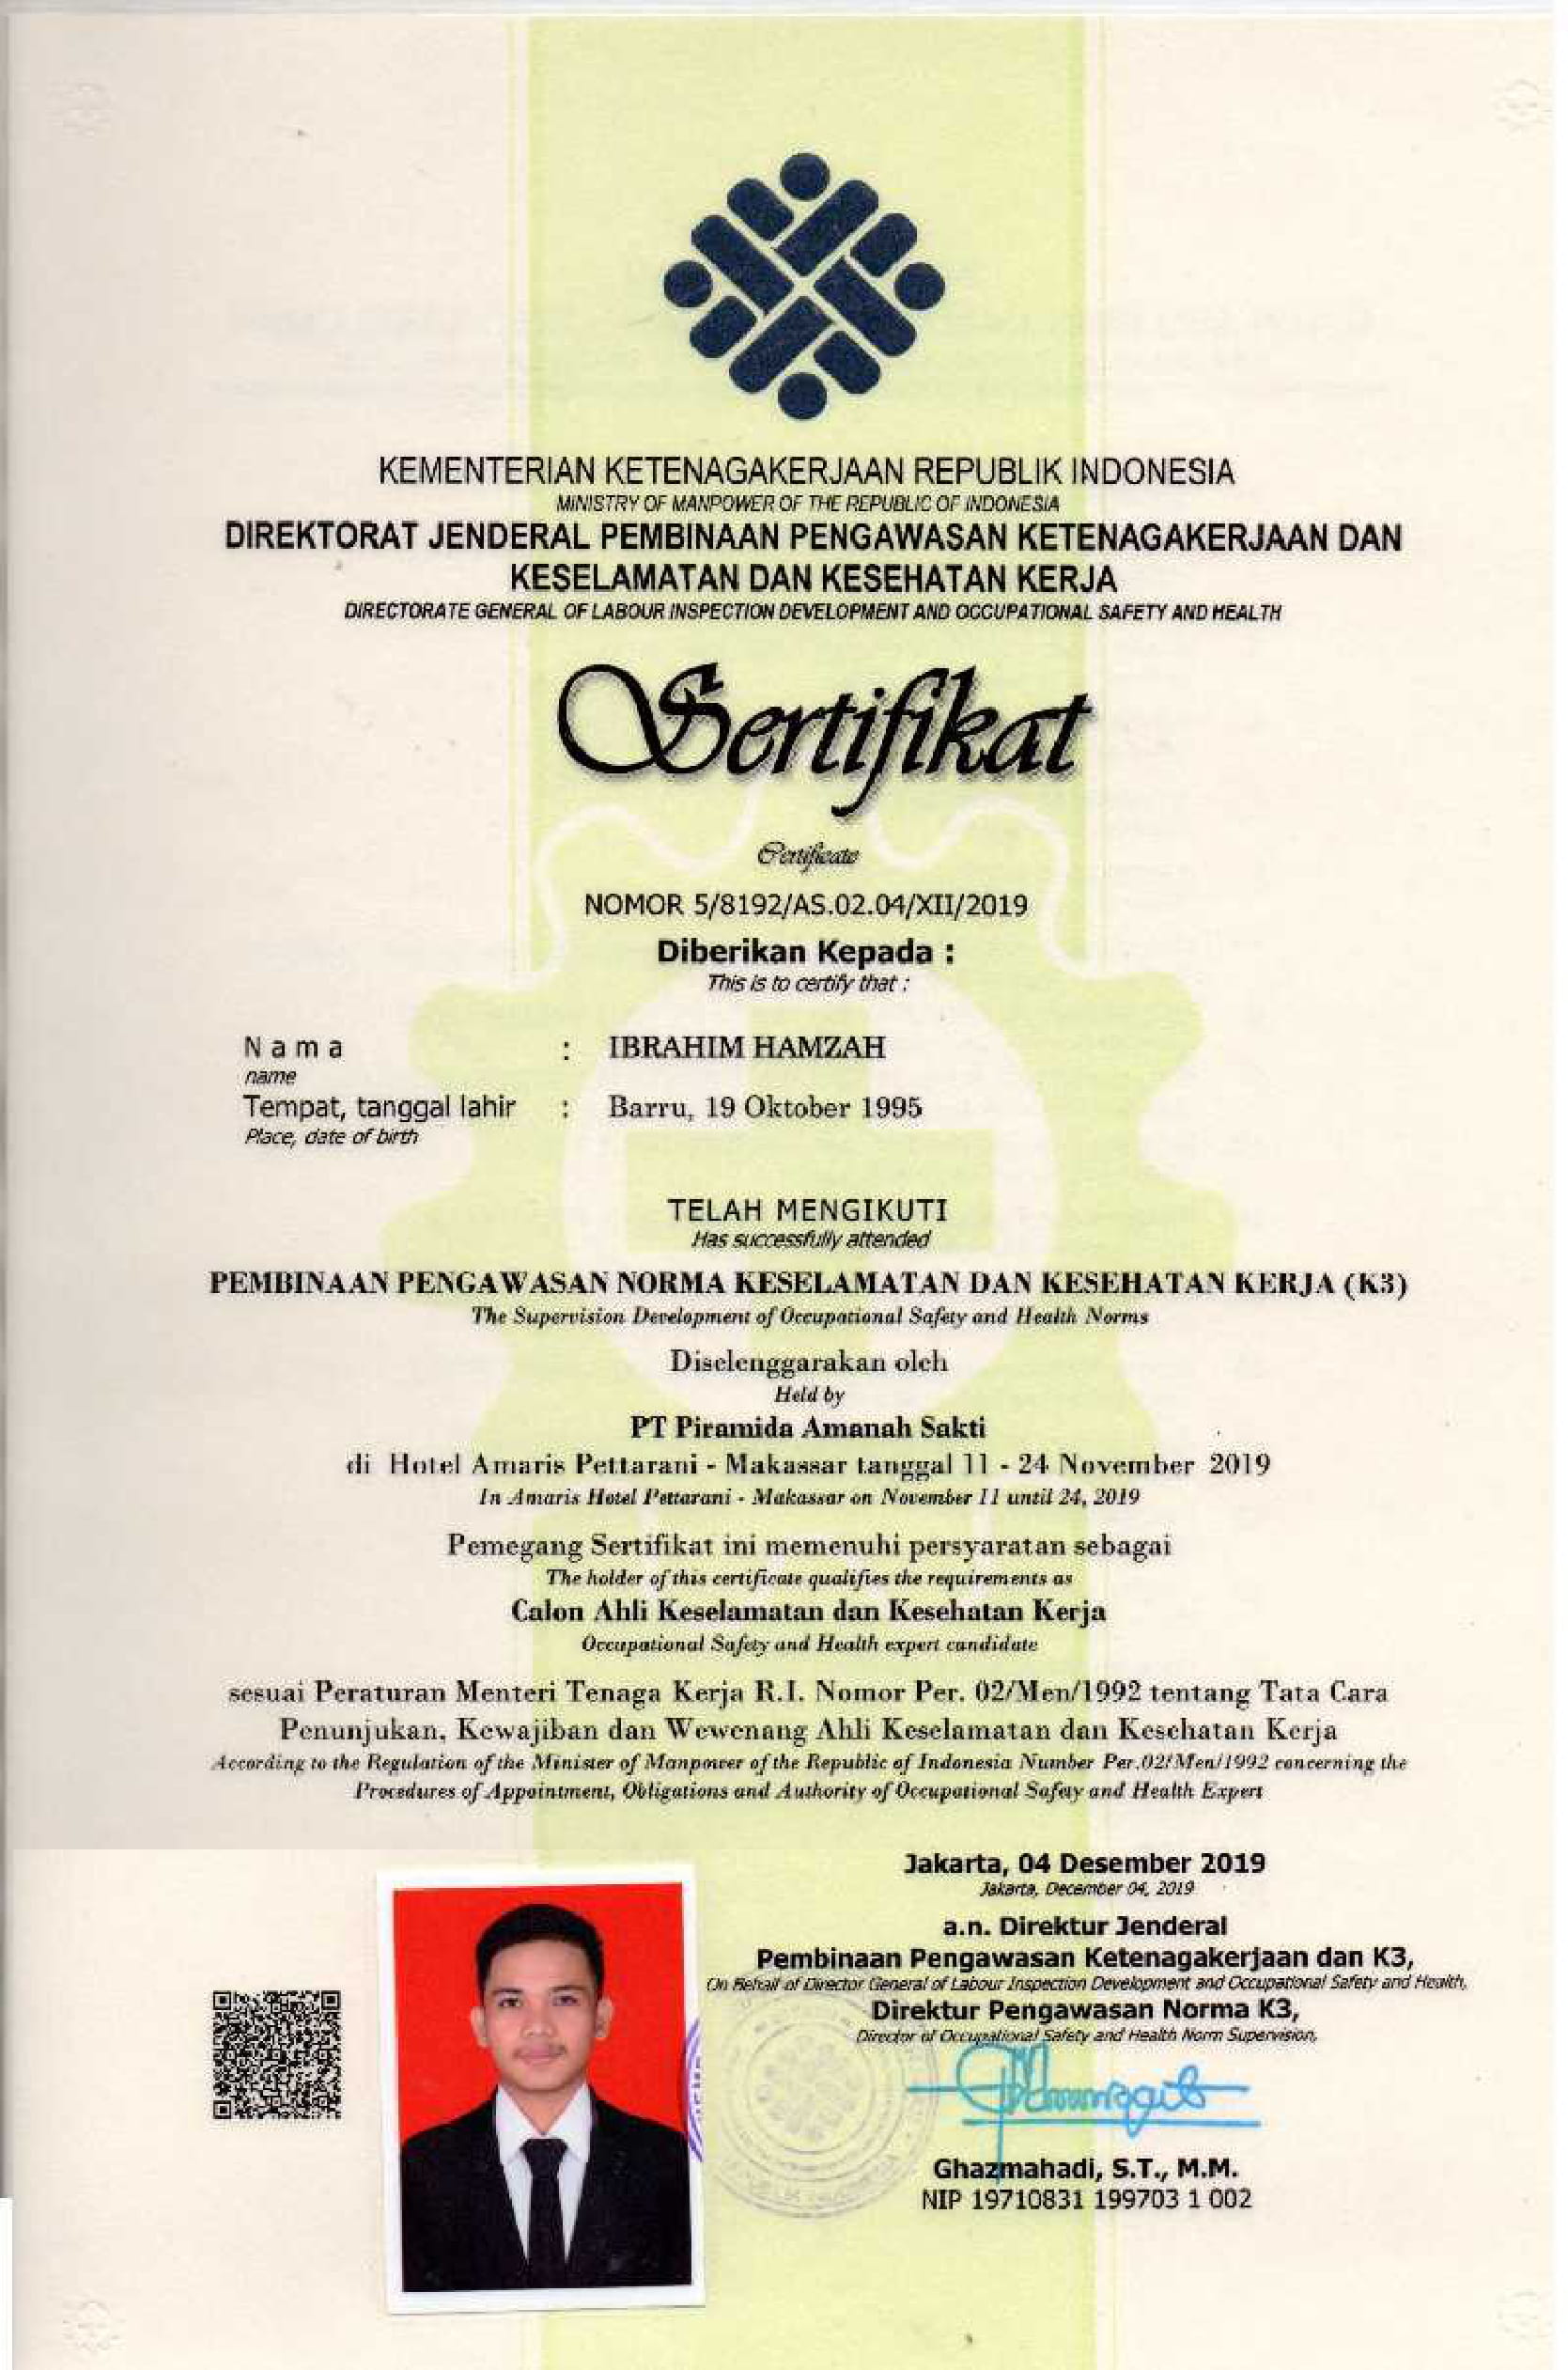 KEMENTERIAN KETENAGAKERJAAN REPUBLIK INDONESIA
MINISTRY OF MANPOWER OF THE REPUBLIC OF INDONESIA
DIREKTORAT JENDERAL PEMBINAAN PENGAWASAN KETENAGAKERJAAN DAN
KESELAMATAN DAN KESEHATAN KERJA
DIRECTORATE GENERAL OF LABOUR INSPECTION DEVELOPMENT AND OCCUPATIONAL SAFETY AND HEALTH
Sertifikat
Certificate
NOMOR 5/8192/AS.02.04/XII/2019
Diberikan Kepada :
This is to certify that :
Nama : IBRAHIM HAMZAH
name
Tempat, tanggal lahir : Barru, 19 Oktober 1995
Place, date of birth
TELAH MENGIKUTI
Has successfully attended
PEMBINAAN PENGAWASAN NORMA KESELAMATAN DAN KESEHATAN KERJA (K3)
The Supervision Development of Occupational Safety and Health Norms
Diselenggarakan oleh
Held by
PT Piramida Amanah Sakti
di Hotel Amaris Pettarani - Makassar tanggal 11 - 24 November 2019
In Amaris Hotel Pettarani - Makassar on November 11 until 24, 2019
Pemegang Sertifikat ini memenuhi persyaratan sebagai
The holder of this certificate qualifies the requirements as
Calon Ahli Keselamatan dan Kesehatan Kerja
Occupational Safety and Health expert candidate
sesuai Peraturan Menteri Tenaga Kerja R.I. Nomor Per. 02/Men/1992 tentang Tata Cara
Penunjukan, Kewajiban dan Wewenang Ahli Keselamatan dan Kesehatan Kerja
According to the Regulation of the Minister of Manpower of the Republic of Indonesia Number Per.02/Men/1992 concerning the
Procedures of Appointment, Obligations and Authority of Occupational Safety and Health Expert
Jakarta, 04 Desember 2019
Jakarta, December 04, 2019
a.n. Direktur Jenderal
Pembinaan Pengawasan Ketenagakerjaan dan K3,
On Behalf of Director General of Labour Inspection Development and Occupational Safety and Health,
Direktur Pengawasan Norma K3,
Director of Occupational Safety and Health Norm Supervision,
Ghazmahadi, S.T., M.M.
NIP 19710831 199703 1 002